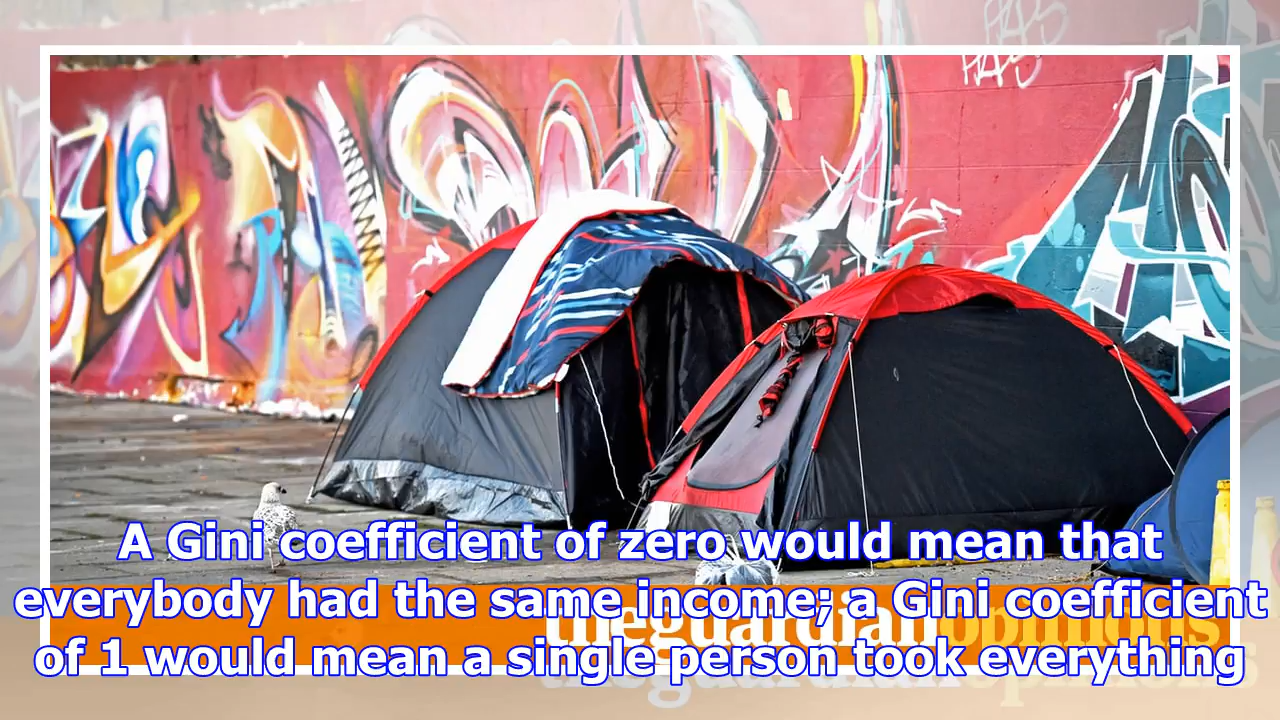 A Gini coefficient of zero would mean that
everybody had the same income; a Gini coefficient
of 1 would mean a single person took everything
theguardianopinions